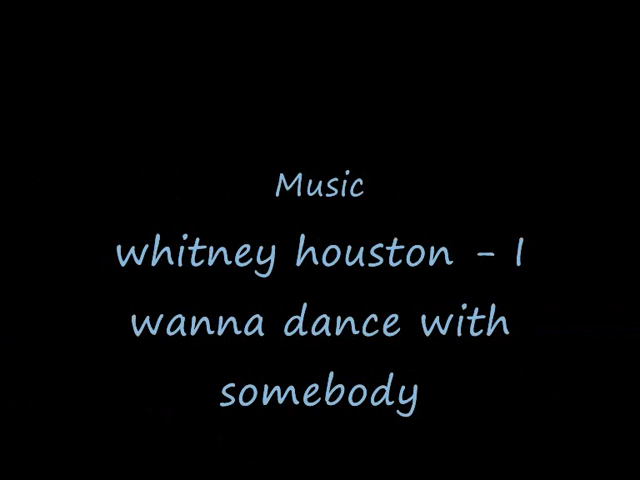 Music
whitney houston - I
wanna dance with
somebody